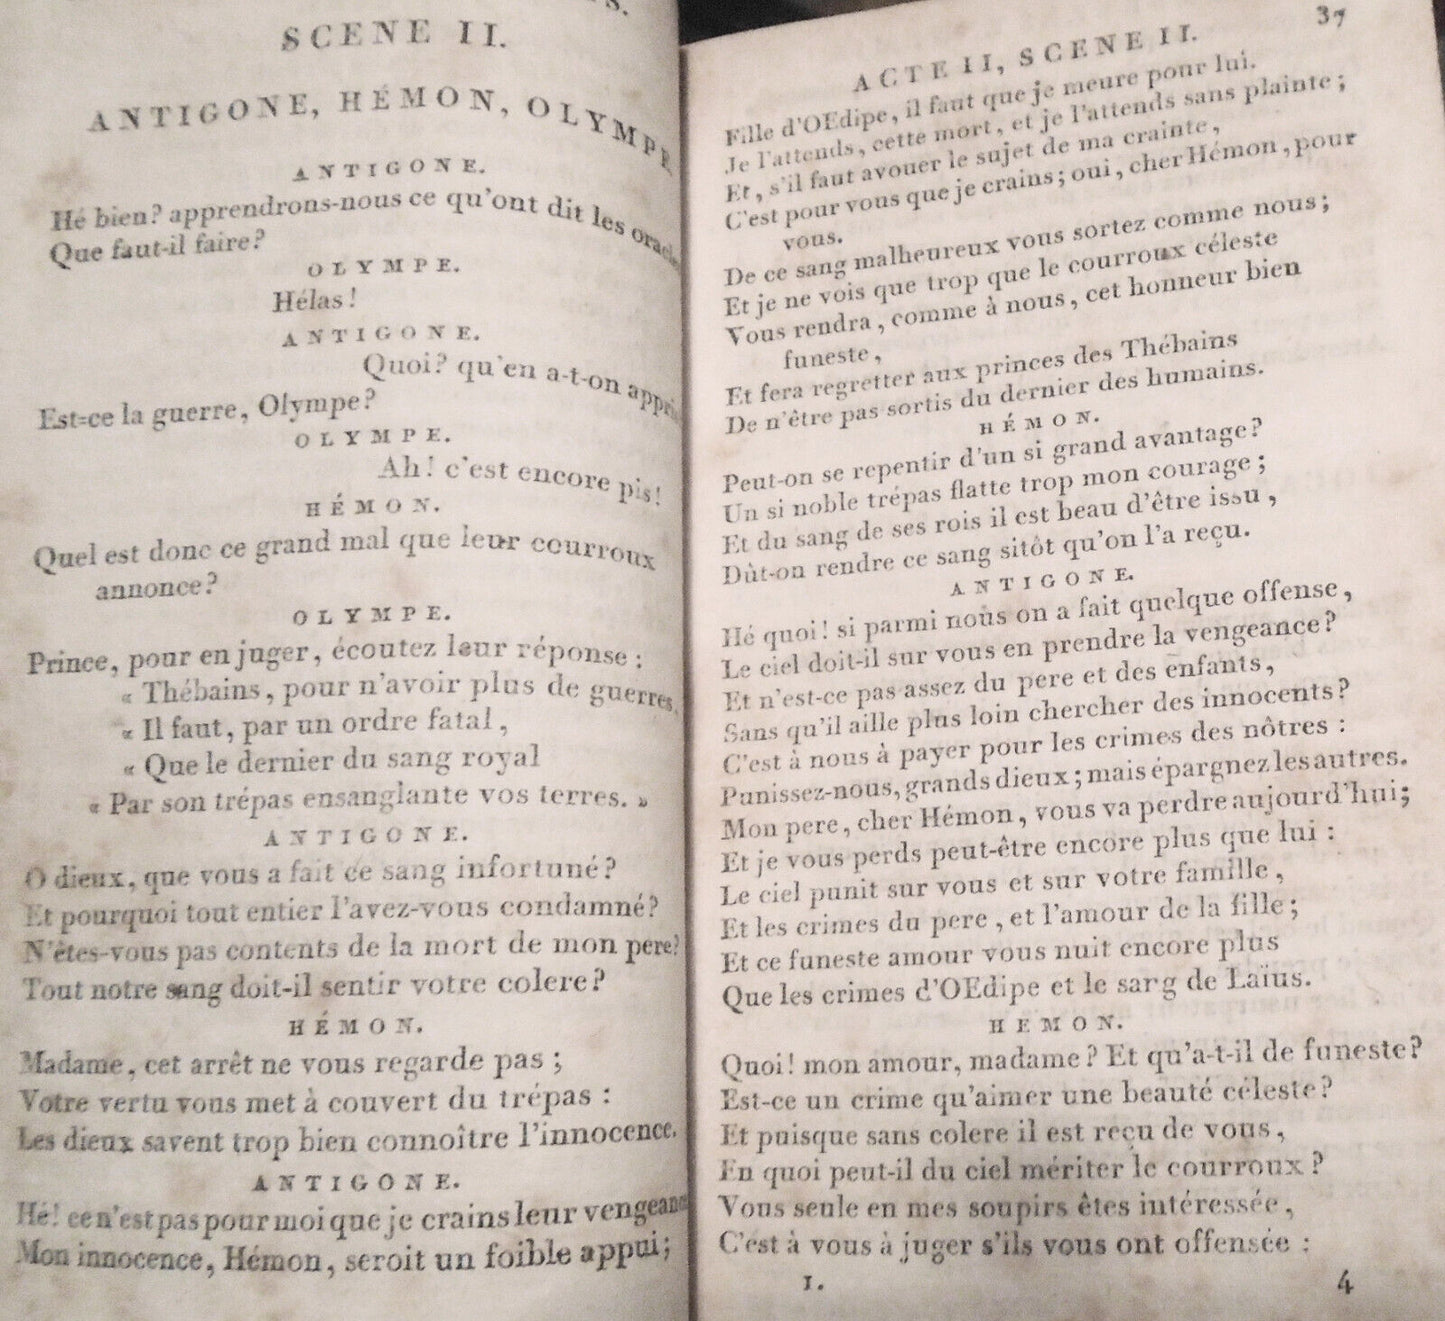 S.
SCENE II.
ANTIGONE, HÉMON, OLYMPE.
ANTIGONE.
Hé bien? apprendrons-nous ce qu'ont dit les oracles
Que faut-il faire?
OLYMPE.
Hélas!
ANTIGONE.
Quoi? qu'en a-t-on appris
Est-ce la guerre, Olympe?
OLYMPE.
Ah! c'est encore pis!
HÉMON.
Quel est donc ce grand mal que leur courroux
annonce?
OLYMPE.
Prince, pour en juger, écoutez leur réponse:
« Thébains, pour n'avoir plus de guerres,
« Il faut, par un ordre fatal,
« Que le dernier du sang royal
« Par son trépas ensanglante vos terres. »
ANTIGONE.
O dieux, que vous a fait ce sang infortuné?
Et pourquoi tout entier l'avez-vous condamné?
N'êtes-vous pas contents de la mort de mon pere?
Tout notre sang doit-il sentir votre colere?
HÉMON.
Madame, cet arrêt ne vous regarde pas;
Votre vertu vous met à couvert du trépas:
Les dieux savent trop bien connoître l'innocence.
ANTIGONE.
Hé! ce n'est pas pour moi que je crains leur vengeance
Mon innocence, Hémon, seroit un foible appui;
ACTE II, SCENE II. 37
Fille d'OEdipe, il faut que je meure pour lui.
Je l'attends, cette mort, et je l'attends sans plainte;
Et, s'il faut avouer le sujet de ma crainte,
C'est pour vous que je crains; oui, cher Hémon, pour
vous.
De ce sang malheureux vous sortez comme nous;
Et je ne vois que trop que le courroux céleste
Vous rendra, comme à nous, cet honneur bien
funeste,
Et fera regretter aux princes des Thébains
De n'être pas sortis du dernier des humains.
HÉMON.
Peut-on se repentir d'un si grand avantage?
Un si noble trépas flatte trop mon courage;
Et du sang de ses rois il est beau d'être issu,
Dût-on rendre ce sang sitôt qu'on l'a reçu.
ANTIGONE.
Hé quoi! si parmi nous on a fait quelque offense,
Le ciel doit-il sur vous en prendre la vengeance?
Et n'est-ce pas assez du pere et des enfants,
Sans qu'il aille plus loin chercher des innocents?
C'est à nous à payer pour les crimes des nôtres:
Punissez-nous, grands dieux; mais épargnez les autres.
Mon pere, cher Hémon, vous va perdre aujourd'hui;
Et je vous perds peut-être encore plus que lui:
Le ciel punit sur vous et sur votre famille,
Et les crimes du pere, et l'amour de la fille;
Et ce funeste amour vous nuit encore plus
Que les crimes d'OEdipe et le sang de Laïus.
HEMON.
Quoi! mon amour, madame? Et qu'a-t-il de funeste?
Est-ce un crime qu'aimer une beauté céleste?
Et puisque sans colere il est reçu de vous,
En quoi peut-il du ciel mériter le courroux?
Vous seule en mes soupirs êtes intéressée,
C'est à vous à juger s'ils vous ont offensée:
1. 4